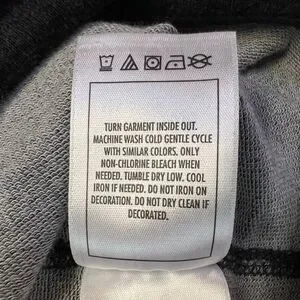 TURN GARMENT INSIDE OUT.
MACHINE WASH COLD GENTLE CYCLE
WITH SIMILAR COLORS. ONLY
NON-CHLORINE BLEACH WHEN
NEEDED. TUMBLE DRY LOW. COOL
IRON IF NEEDED. DO NOT IRON ON
DECORATION. DO NOT DRY CLEAN IF
DECORATED.